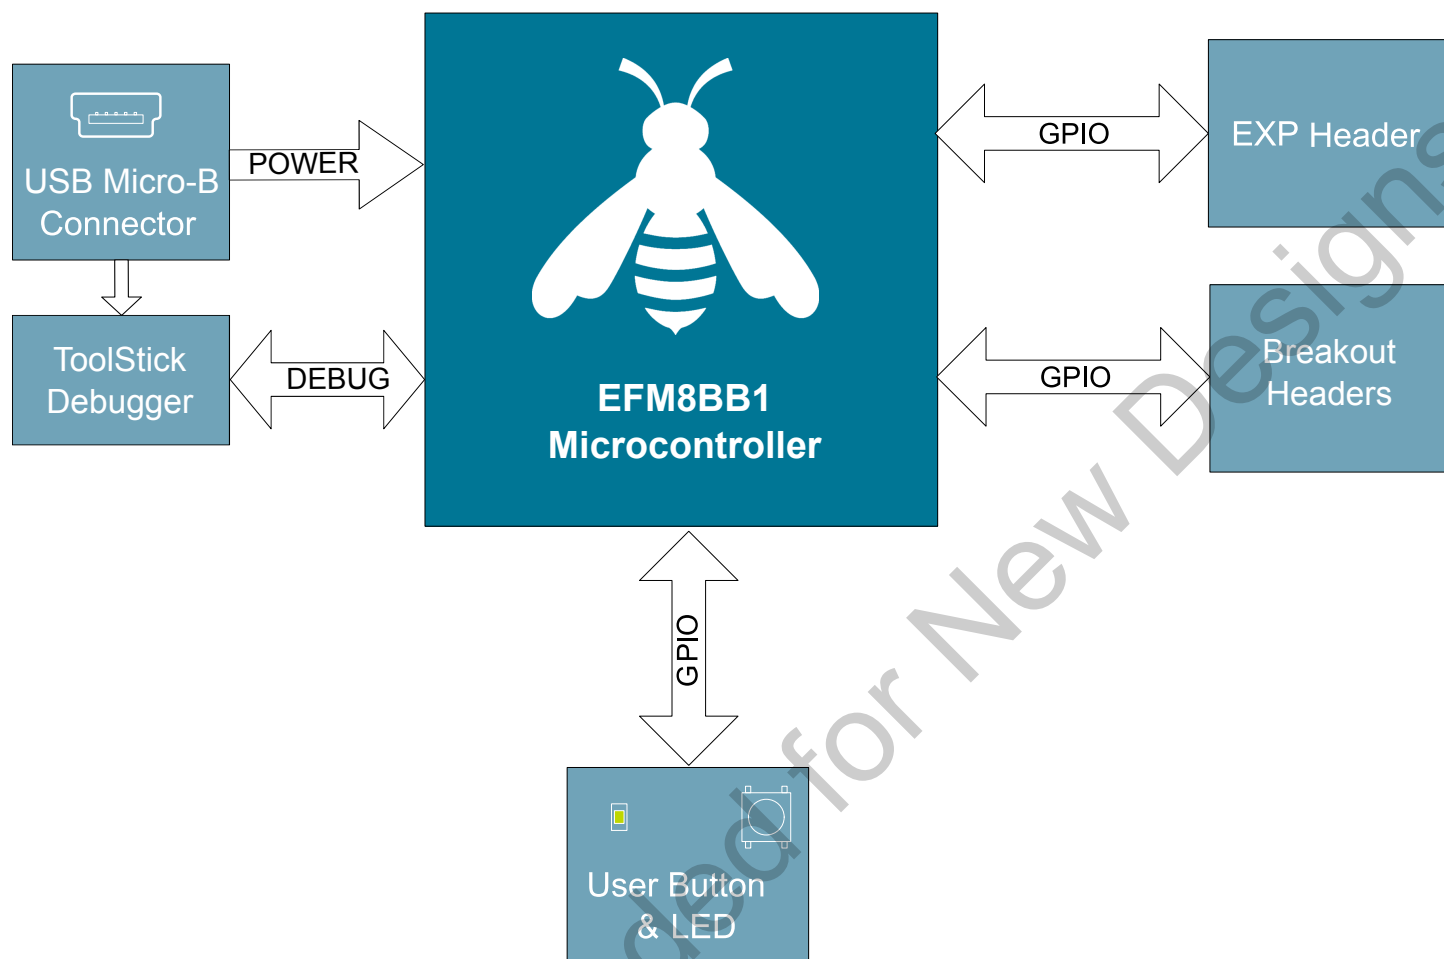 USB Micro-B
Connector
POWER
ToolStick
Debugger
DEBUG
EFM8BB1
Microcontroller
GPIO
EXP Header
GPIO
Breakout
Headers
GPIO
User Button
& LED
ded for New Designs